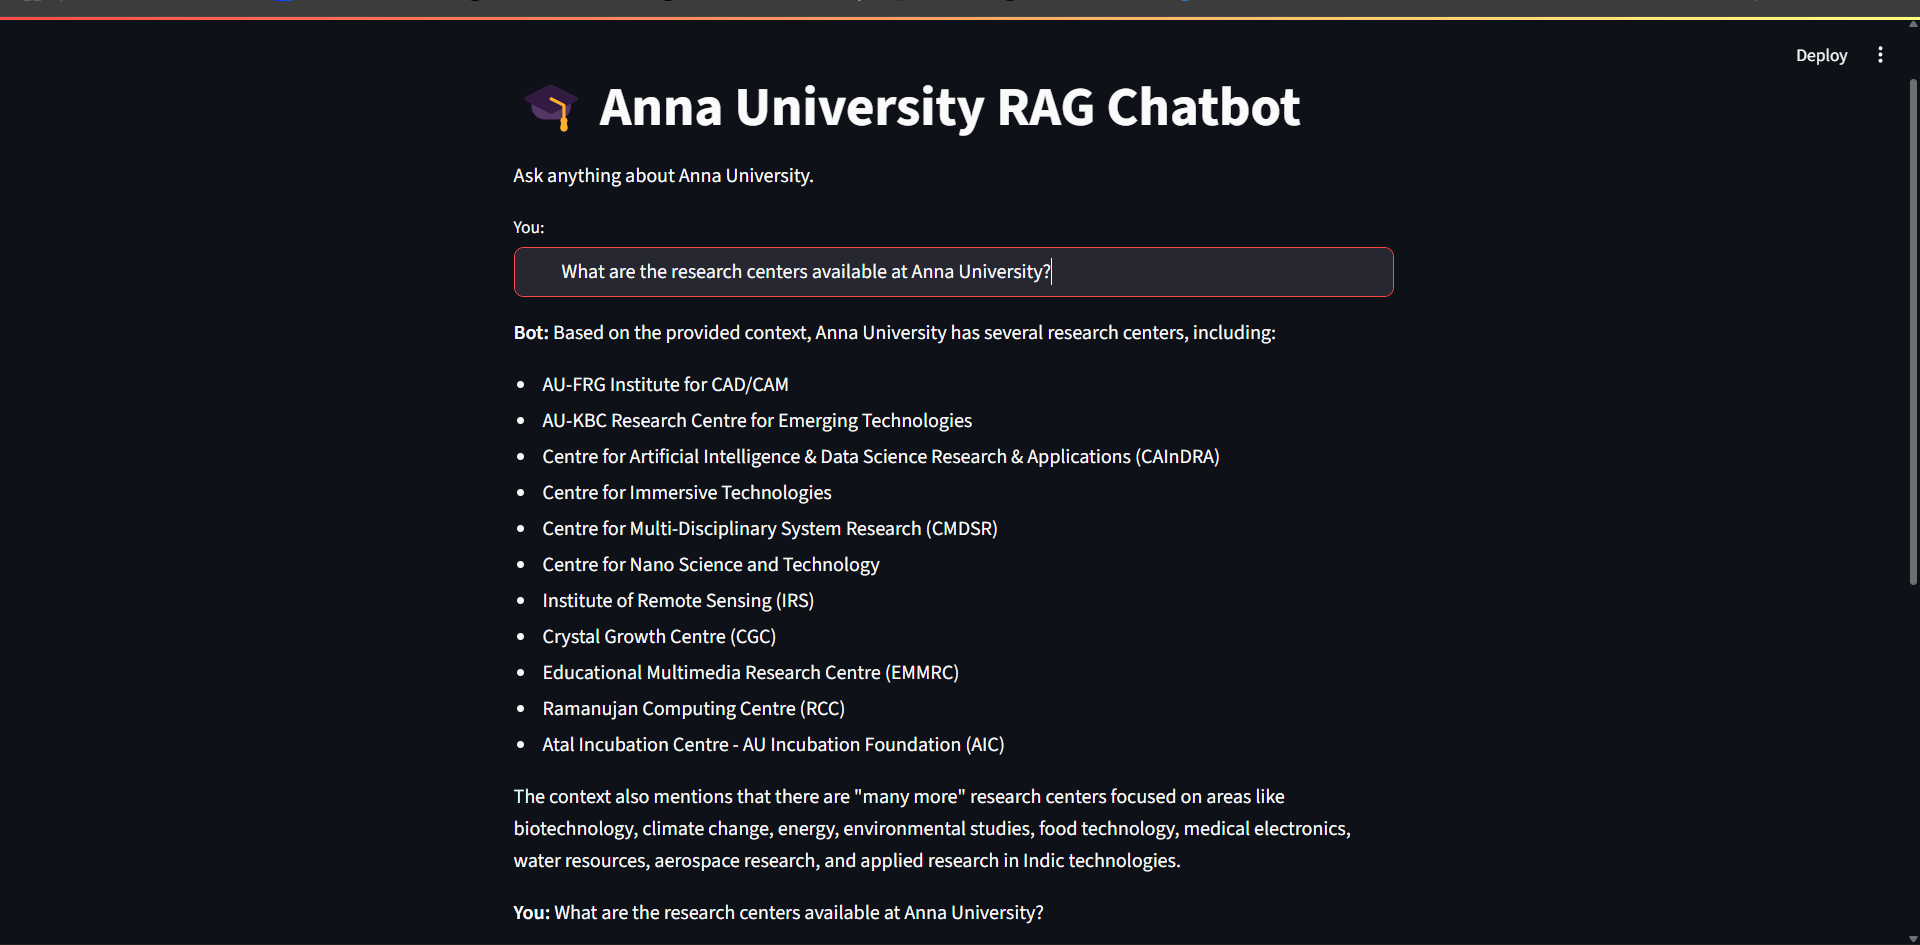 Deploy
Anna University RAG Chatbot
Ask anything about Anna University.
You:
What are the research centers available at Anna University?
Bot: Based on the provided context, Anna University has several research centers, including:
• AU-FRG Institute for CAD/CAM
• AU-KBC Research Centre for Emerging Technologies
• Centre for Artificial Intelligence & Data Science Research & Applications (CAInDRA)
• Centre for Immersive Technologies
• Centre for Multi-Disciplinary System Research (CMDSR)
• Centre for Nano Science and Technology
• Institute of Remote Sensing (IRS)
• Crystal Growth Centre (CGC)
• Educational Multimedia Research Centre (EMMRC)
• Ramanujan Computing Centre (RCC)
• Atal Incubation Centre - AU Incubation Foundation (AIC)
The context also mentions that there are "many more" research centers focused on areas like
biotechnology, climate change, energy, environmental studies, food technology, medical electronics,
water resources, aerospace research, and applied research in Indic technologies.
You: What are the research centers available at Anna University?